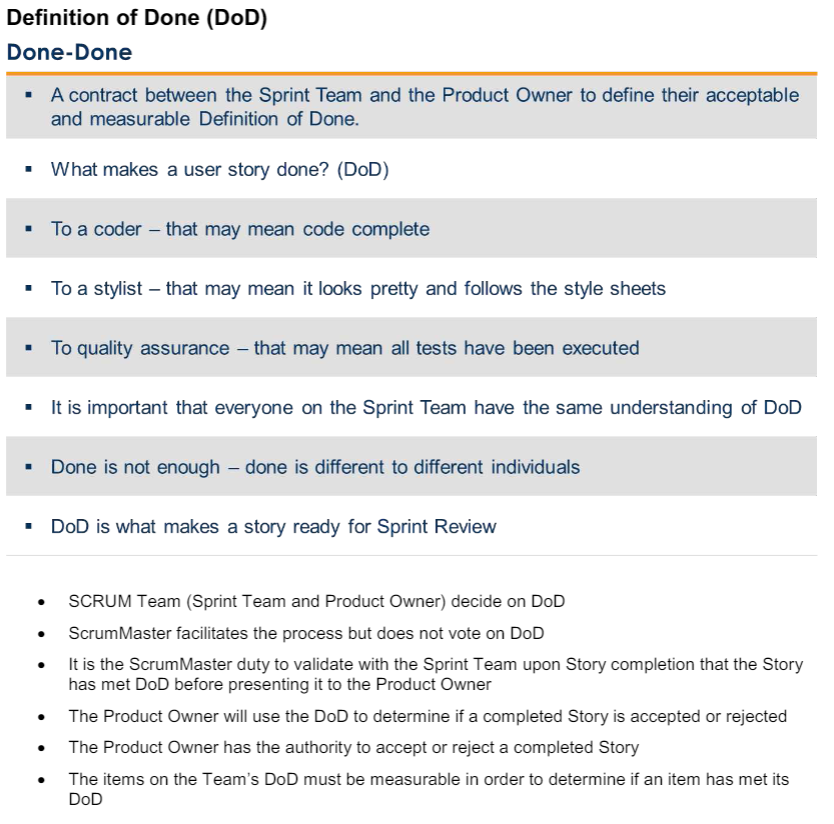 Definition of Done (DoD)
Done-Done
▪ A contract between the Sprint Team and the Product Owner to define their acceptable
and measurable Definition of Done.
▪ What makes a user story done? (DoD)
▪ To a coder – that may mean code complete
▪ To a stylist – that may mean it looks pretty and follows the style sheets
▪ To quality assurance – that may mean all tests have been executed
▪ It is important that everyone on the Sprint Team have the same understanding of DoD
▪ Done is not enough – done is different to different individuals
▪ DoD is what makes a story ready for Sprint Review
• SCRUM Team (Sprint Team and Product Owner) decide on DoD
• ScrumMaster facilitates the process but does not vote on DoD
• It is the ScrumMaster duty to validate with the Sprint Team upon Story completion that the Story
has met DoD before presenting it to the Product Owner
• The Product Owner will use the DoD to determine if a completed Story is accepted or rejected
• The Product Owner has the authority to accept or reject a completed Story
• The items on the Team’s DoD must be measurable in order to determine if an item has met its
DoD